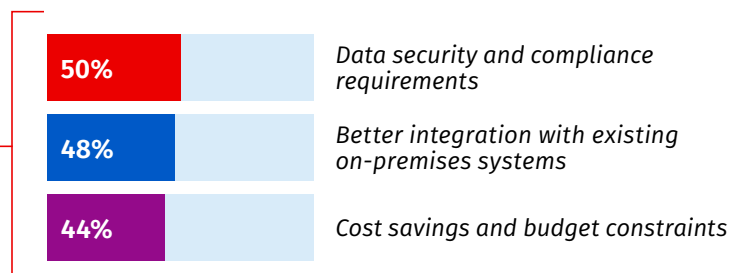 50%
Data security and compliance
requirements
48%
Better integration with existing
on-premises systems
44%
Cost savings and budget constraints